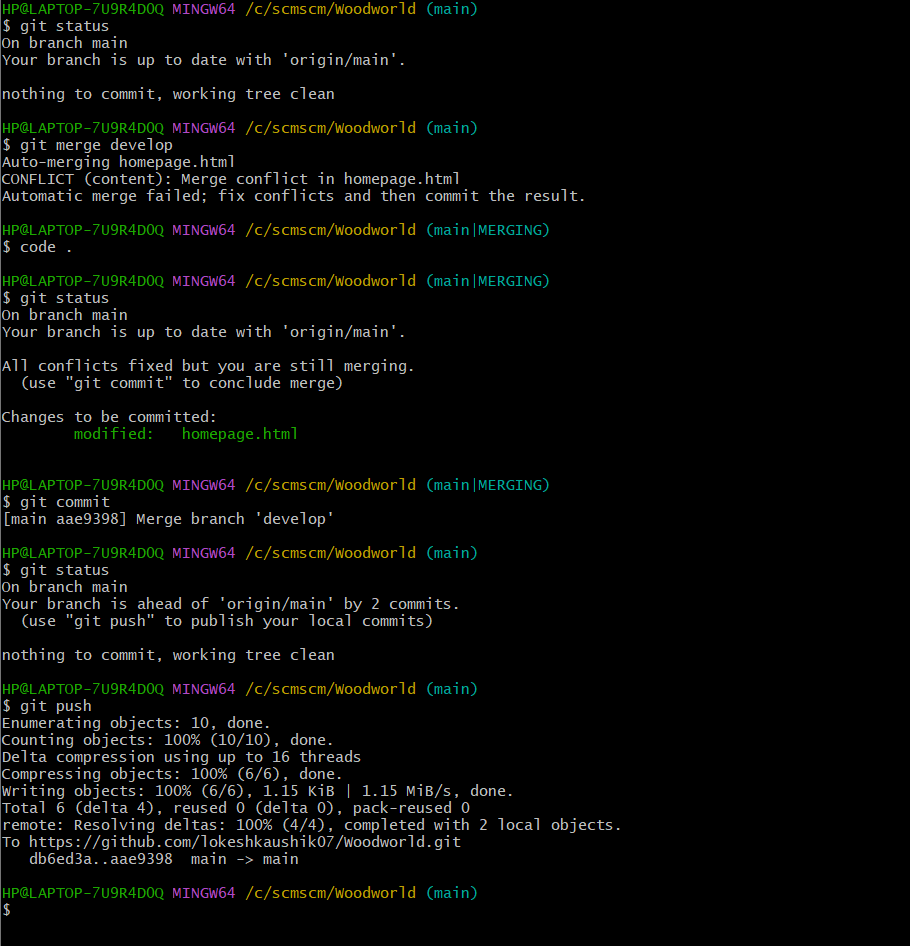 HP@LAPTOP-7U9R4D0Q MINGW64 /c/scmscm/Woodworld (main)
$ git status
On branch main
Your branch is up to date with 'origin/main'.
nothing to commit, working tree clean
HP@LAPTOP-7U9R4D0Q MINGW64 /c/scmscm/Woodworld (main)
$ git merge develop
Auto-merging homepage.html
CONFLICT (content): Merge conflict in homepage.html
Automatic merge failed; fix conflicts and then commit the result.
HP@LAPTOP-7U9R4D0Q MINGW64 /c/scmscm/Woodworld (main|MERGING)
$ code .
HP@LAPTOP-7U9R4D0Q MINGW64 /c/scmscm/Woodworld (main|MERGING)
$ git status
On branch main
Your branch is up to date with 'origin/main'.
All conflicts fixed but you are still merging.
  (use "git commit" to conclude merge)
Changes to be committed:
        modified:   homepage.html
HP@LAPTOP-7U9R4D0Q MINGW64 /c/scmscm/Woodworld (main|MERGING)
$ git commit
[main aae9398] Merge branch 'develop'
HP@LAPTOP-7U9R4D0Q MINGW64 /c/scmscm/Woodworld (main)
$ git status
On branch main
Your branch is ahead of 'origin/main' by 2 commits.
  (use "git push" to publish your local commits)
nothing to commit, working tree clean
HP@LAPTOP-7U9R4D0Q MINGW64 /c/scmscm/Woodworld (main)
$ git push
Enumerating objects: 10, done.
Counting objects: 100% (10/10), done.
Delta compression using up to 16 threads
Compressing objects: 100% (6/6), done.
Writing objects: 100% (6/6), 1.15 KiB | 1.15 MiB/s, done.
Total 6 (delta 4), reused 0 (delta 0), pack-reused 0
remote: Resolving deltas: 100% (4/4), completed with 2 local objects.
To https://github.com/lokeshkaushik07/Woodworld.git
   db6ed3a..aae9398  main -> main
HP@LAPTOP-7U9R4D0Q MINGW64 /c/scmscm/Woodworld (main)
$